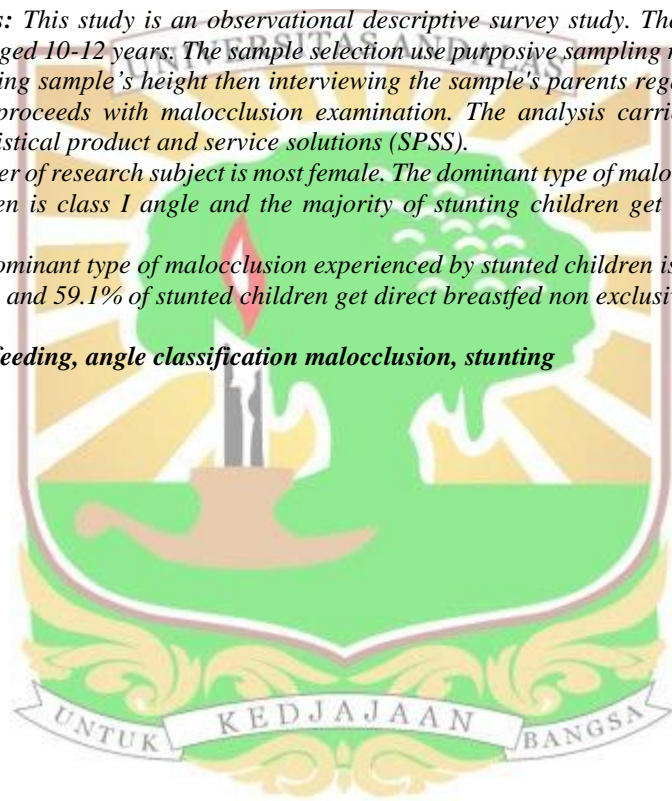 s: This study is an observational descriptive survey study. Th
ged 10-12 years. The sample selection use purposive sampling
ing sample's height then interviewing the sample's parents reg
proceeds with malocclusion examination. The analysis carri
istical product and service solutions (SPSS).
er of research subject is most female. The dominant type of malo
en is class I angle and the majority of stunting children get
ominant type of malocclusion experienced by stunted children is
and 59.1% of stunted children get direct breastfed non exclusi
feeding, angle classification malocclusion, stunting
UNIVERSITAS ANDALAS
UNTUK KEDJAJAAN BANGSA